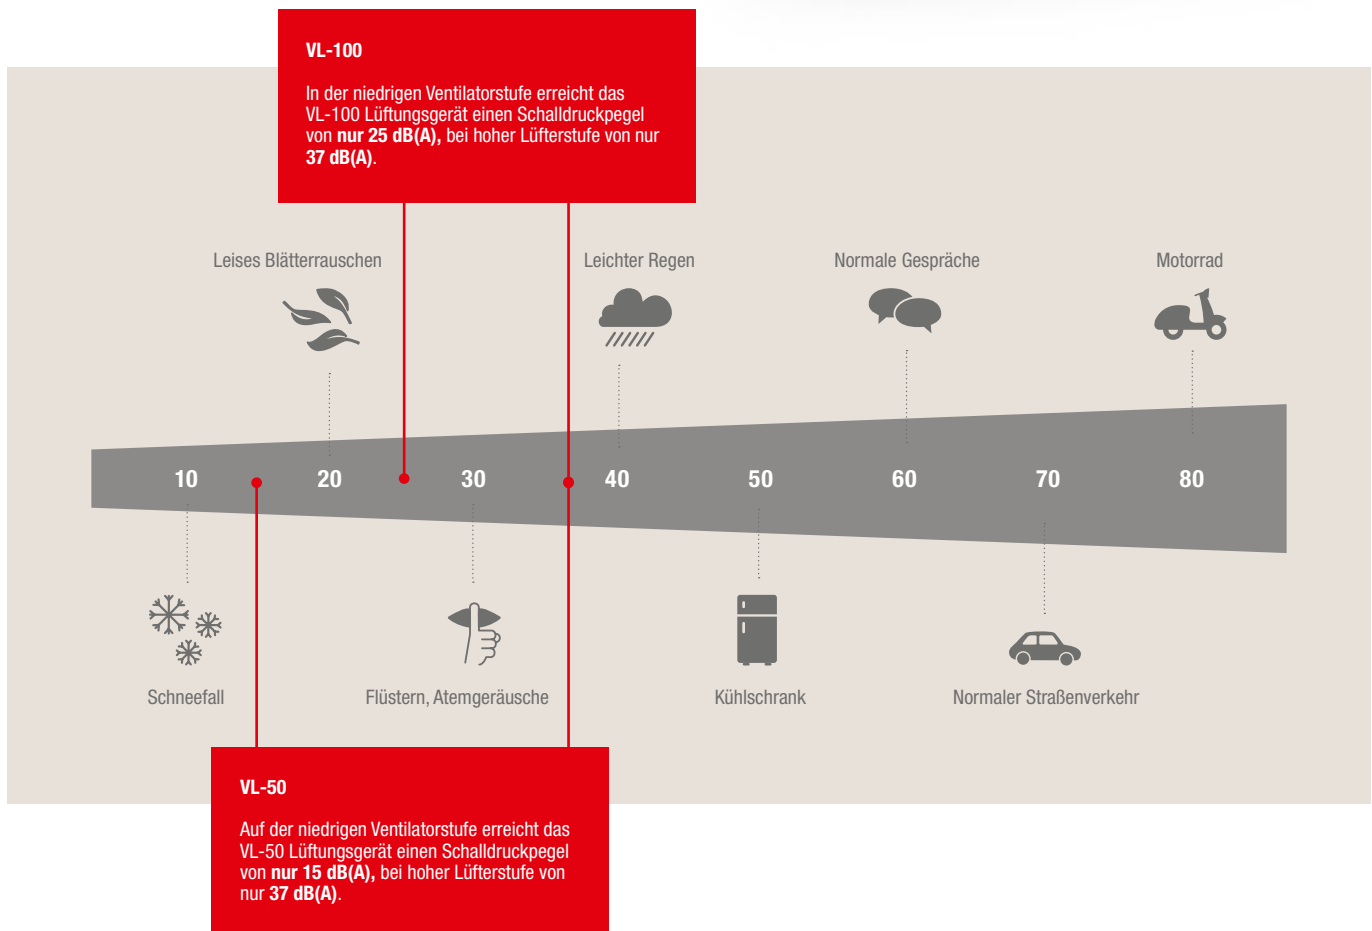 VL-100
In der niedrigen Ventilatorstufe erreicht das
VL-100 Lüftungsgerät einen Schalldruckpegel
von nur 25 dB(A), bei hoher Lüfterstufe von nur
37 dB(A).
Leises Blätterrauschen
Leichter Regen
Normale Gespräche
Motorrad
10
20
30
40
50
60
70
80
Schneefall
Flüstern, Atemgeräusche
Kühlschrank
Normaler Straßenverkehr
VL-50
Auf der niedrigen Ventilatorstufe erreicht das
VL-50 Lüftungsgerät einen Schalldruckpegel
von nur 15 dB(A), bei hoher Lüfterstufe von
nur 37 dB(A).